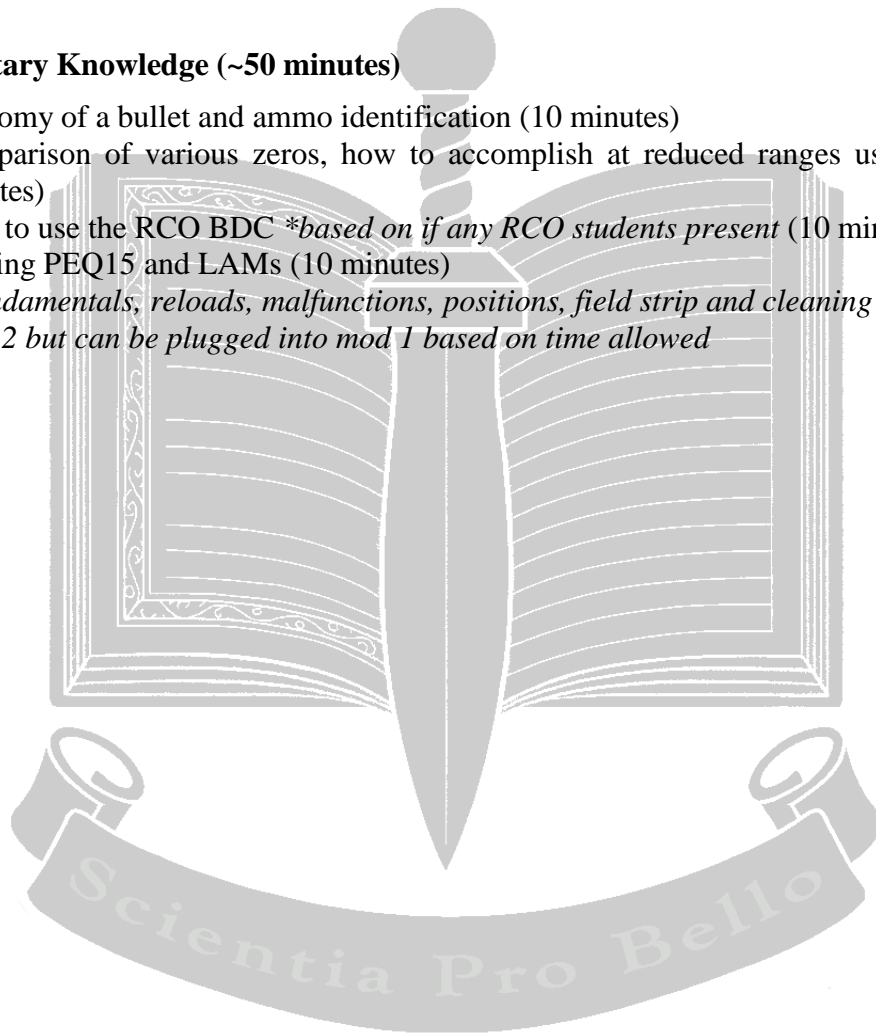 tary Knowledge (~50 minutes)
omy of a bullet and ammo identification (10 minutes)
parison of various zeros, how to accomplish at reduced ranges us
tes)
to use the RCO BDC *based on if any RCO students present (10 min
ing PEQ15 and LAMs (10 minutes)
ndamentals, reloads, malfunctions, positions, field strip and cleaning
2 but can be plugged into mod 1 based on time allowed
Scientia Pro Bello